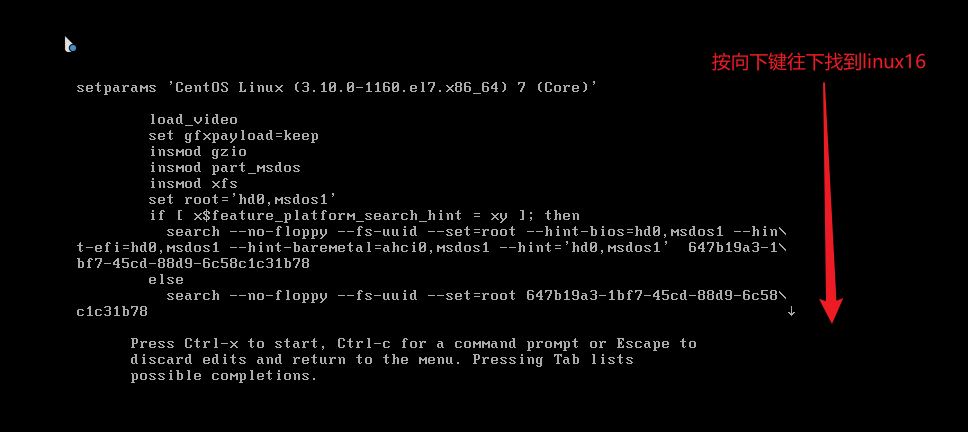 按向下键往下找到linux16
setparams 'CentOS Linux (3.10.0-1160.el7.x86_64) 7 (Core)'
load_video
set gfxpayload=keep
insmod gzio
insmod part_msdos
insmod xfs
set root='hd0,msdos1'
if [ x$feature_platform_search_hint = xy ]; then
search --no-floppy --fs-uuid --set=root --hint-bios=hd0,msdos1 --hin\
t-efi=hd0,msdos1 --hint-baremetal=ahci0,msdos1 --hint='hd0,msdos1'  647b19a3-1\
bf7-45cd-88d9-6c58c1c31b78
else
search --no-floppy --fs-uuid --set=root 647b19a3-1bf7-45cd-88d9-6c58\
c1c31b78
Press Ctrl-x to start, Ctrl-c for a command prompt or Escape to
discard edits and return to the menu. Pressing Tab lists
possible completions.